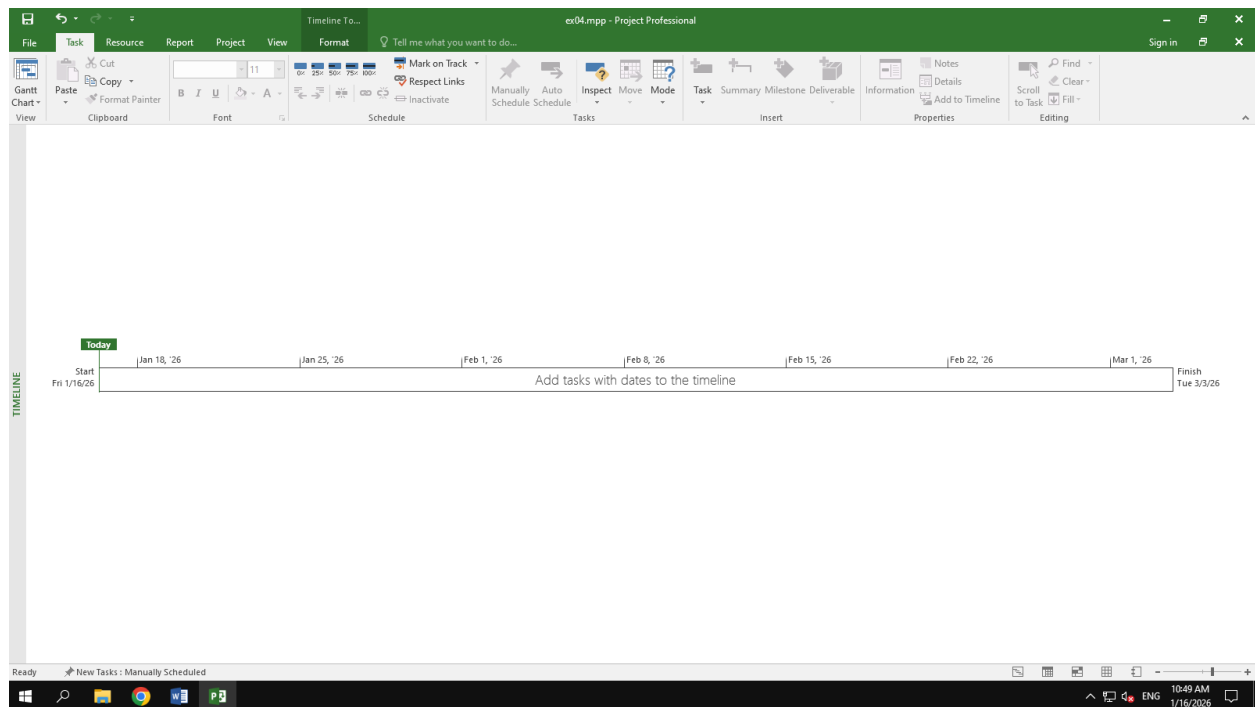 Timeline To...
ex04.mpp - Project Professional
File Task Resource Report Project View Format Tell me what you want to do... Sign in
Gantt Chart
View
Paste
Cut
Copy
Format Painter
Clipboard
11
B I U A
Font
0% 25% 50% 75% 100%
Mark on Track
Respect Links
Inactivate
Schedule
Manually Schedule
Auto Schedule
Inspect
Move
Mode
Tasks
Task
Summary
Milestone
Deliverable
Insert
Information
Notes
Details
Add to Timeline
Properties
Scroll to Task
Find
Clear
Fill
Editing
TIMELINE
Today
Jan 18, '26 Jan 25, '26 Feb 1, '26 Feb 8, '26 Feb 15, '26 Feb 22, '26 Mar 1, '26
Start
Fri 1/16/26
Add tasks with dates to the timeline
Finish
Tue 3/3/26
Ready New Tasks : Manually Scheduled
ENG
10:49 AM
1/16/2026